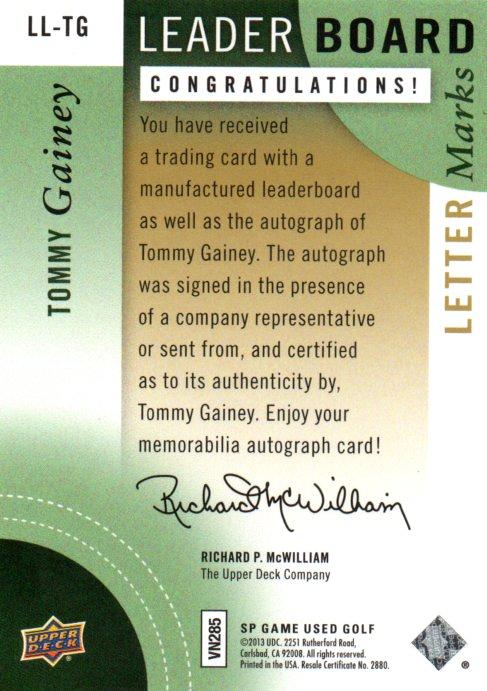 LL-TG
LEADER BOARD
CONGRATULATIONS!
LETTER Marks
TOMMY Gainey
You have received
a trading card with a
manufactured leaderboard
as well as the autograph of
Tommy Gainey. The autograph
was signed in the presence
of a company representative
or sent from, and certified
as to its authenticity by,
Tommy Gainey. Enjoy your
memorabilia autograph card!
Richard McWilliam
RICHARD P. McWILLIAM
The Upper Deck Company
UPPER
DECK
®
VN285
SP GAME USED GOLF
©2013 UDC. 2251 Rutherford Road,
Carlsbad, CA 92008. All rights reserved.
Printed in the USA. Resale Certificate No. 2880.
®